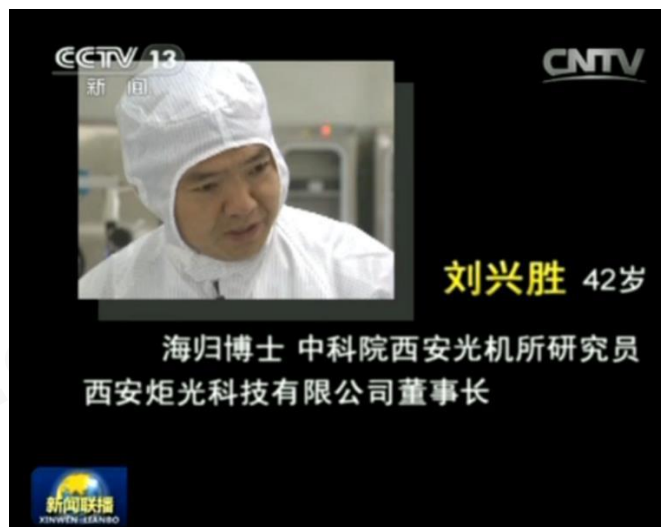 CCTV 13
新 闻
CNTV
刘兴胜 42岁
海归博士 中科院西安光机所研究员
西安炬光科技有限公司董事长
新闻联播
XINWEN LIANBO